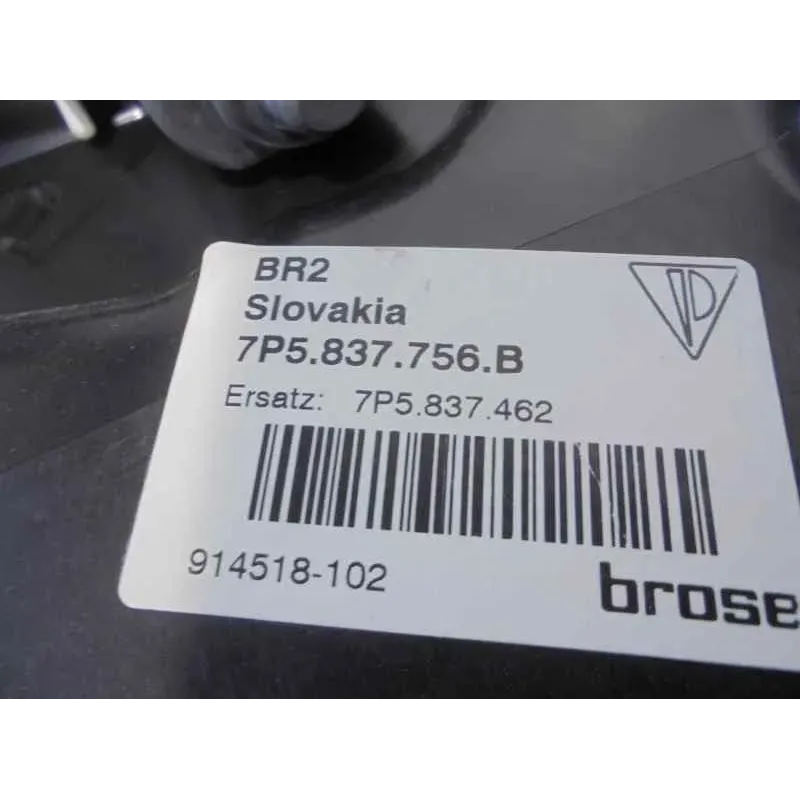 BR2
Slovakia
7P5.837.756.B
Ersatz: 7P5.837.462
914518-102
brose